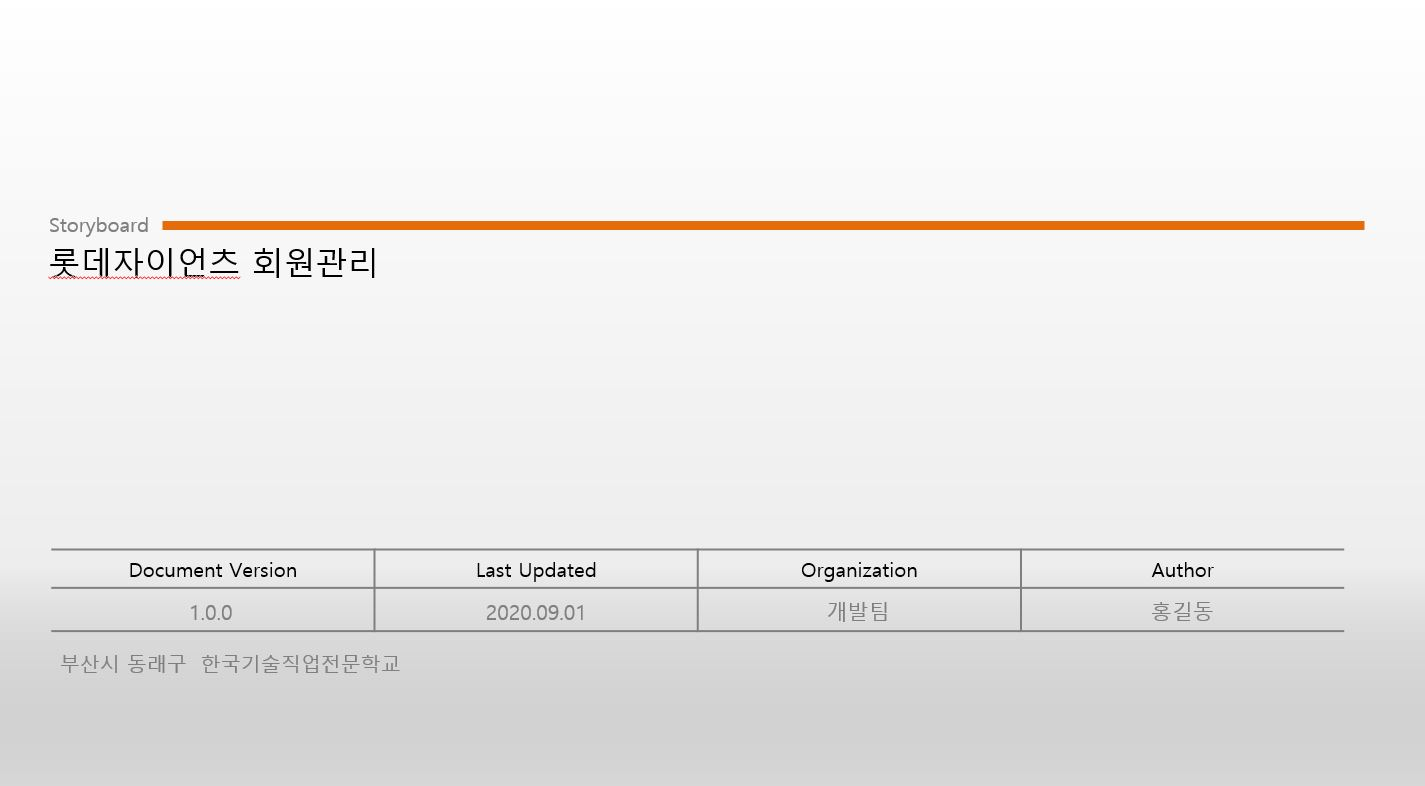 Storyboard
롯데자이언츠 회원관리
Document Version Last Updated Organization Author
1.0.0 2020.09.01 개발팀 홍길동
부산시 동래구 한국기술직업전문학교